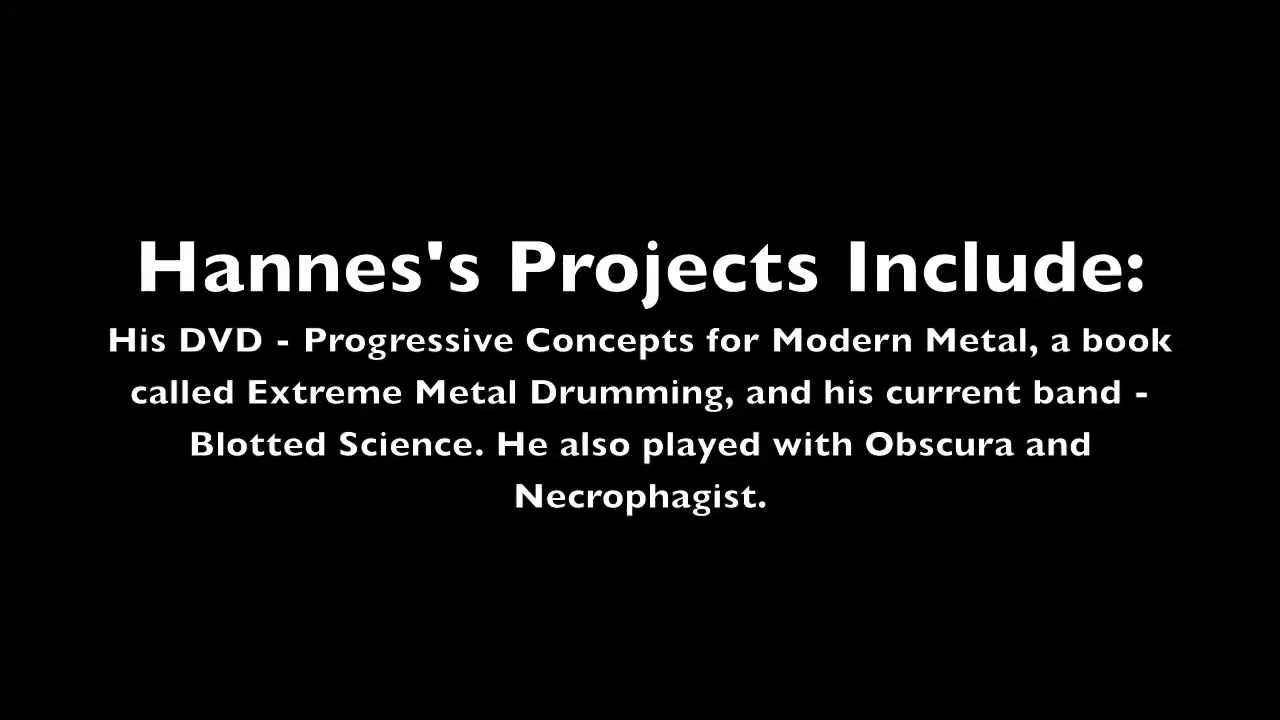 Hannes's Projects Include:
His DVD - Progressive Concepts for Modern Metal, a book
called Extreme Metal Drumming, and his current band -
Blotted Science. He also played with Obscura and
Necrophagist.